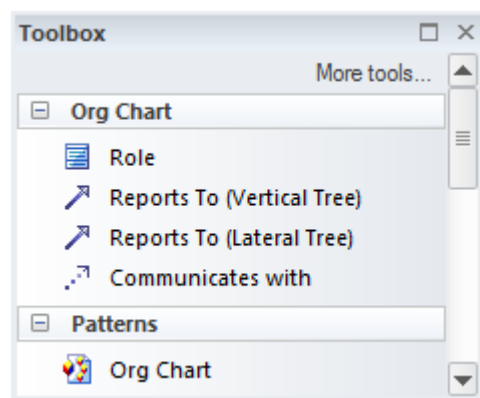 Toolbox
More tools...
Org Chart
Role
Reports To (Vertical Tree)
Reports To (Lateral Tree)
Communicates with
Patterns
Org Chart